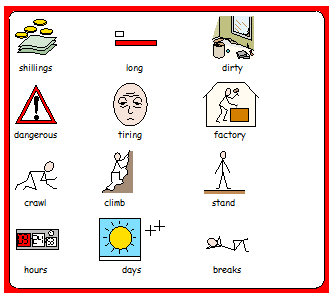 shillings long dirty
dangerous tiring factory
crawl climb stand
hours days breaks